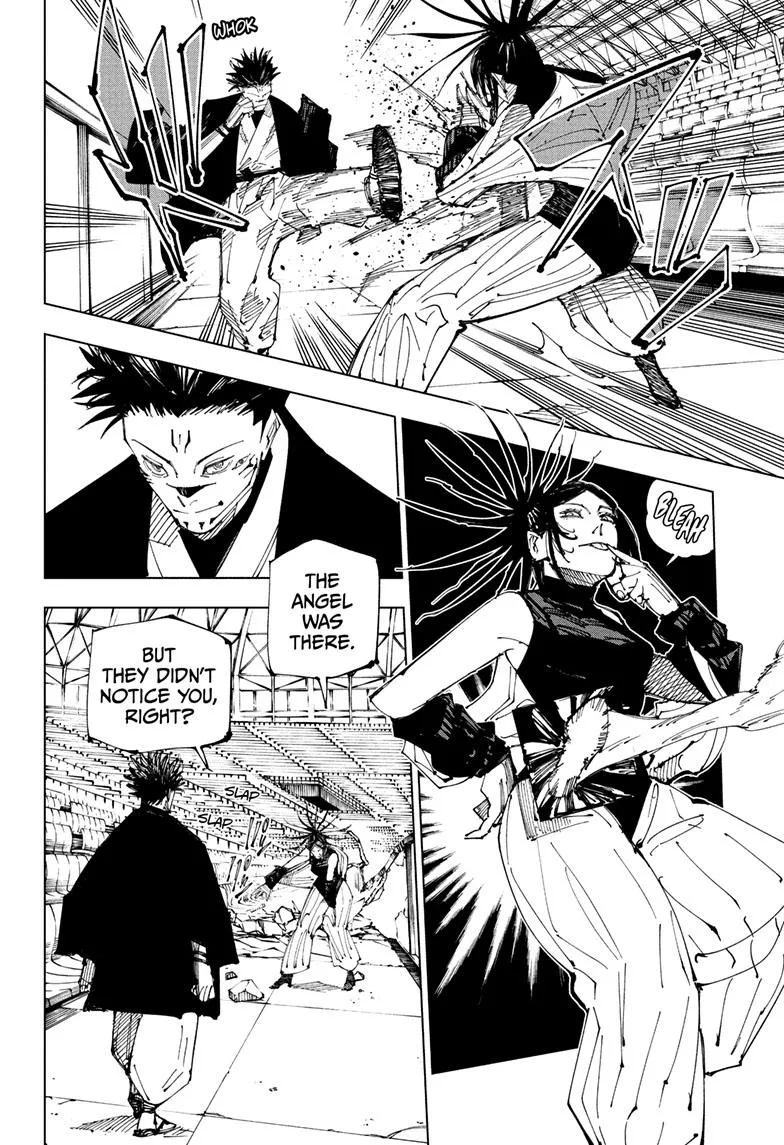 WHOK
BLEAH
THE
ANGEL
WAS
THERE.
BUT
THEY DIDN'T
NOTICE YOU,
RIGHT?
SLAP
SLAP